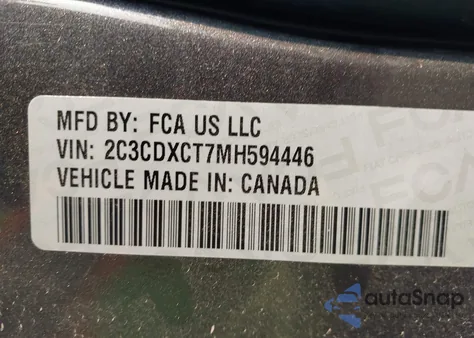 MFD BY: FCA US LLC
VIN: 2C3CDXCT7MH594446
VEHICLE MADE IN: CANADA
autoSnap